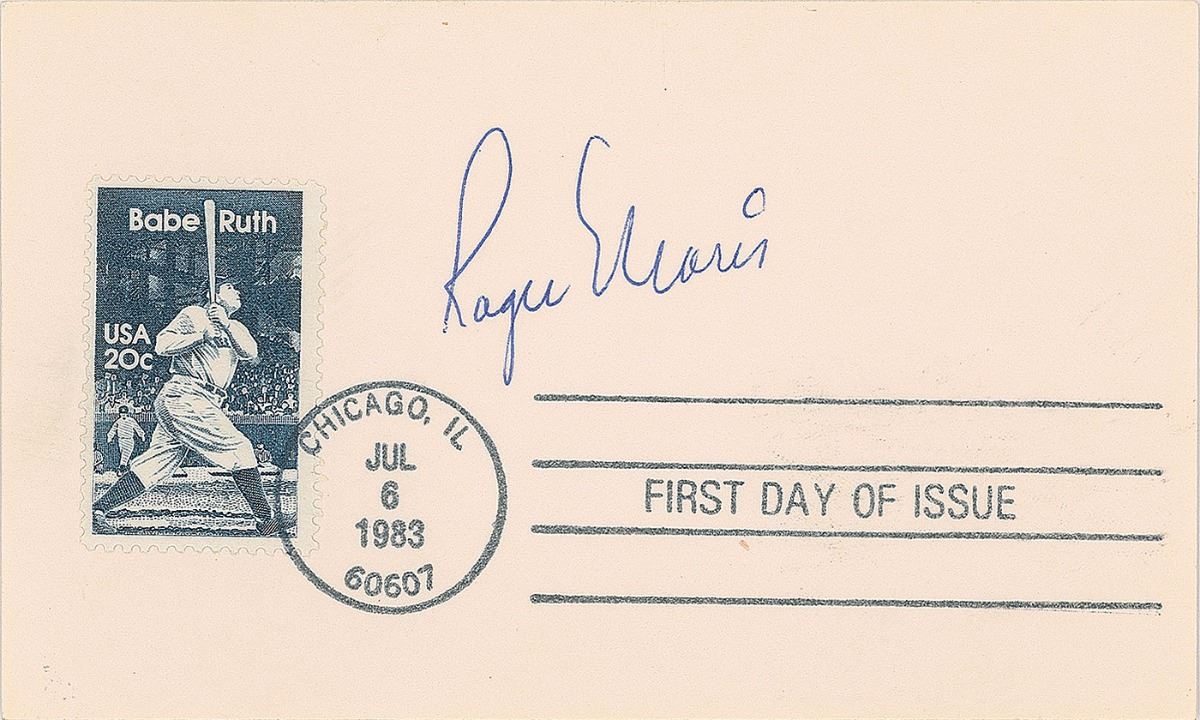 Babe Ruth
USA
20c
Roger Maris
CHICAGO, IL
JUL
6
1983
60607
FIRST DAY OF ISSUE